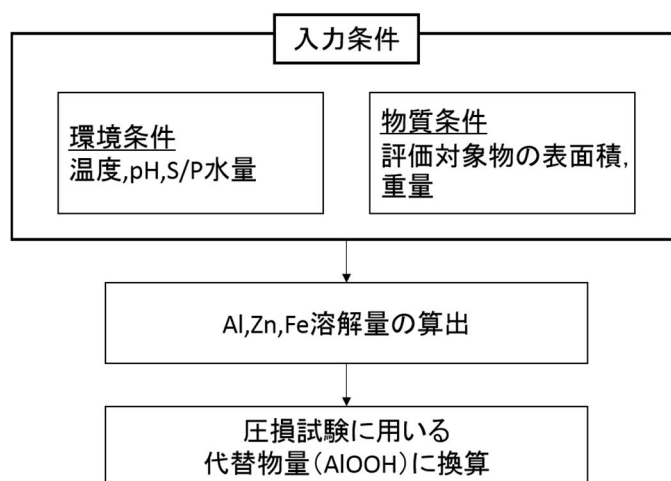 入力条件
環境条件
温度,pH,S/P水量
物質条件
評価対象物の表面積,
重量
Al,Zn,Fe溶解量の算出
圧損試験に用いる
代替物量(AlOOH)に換算